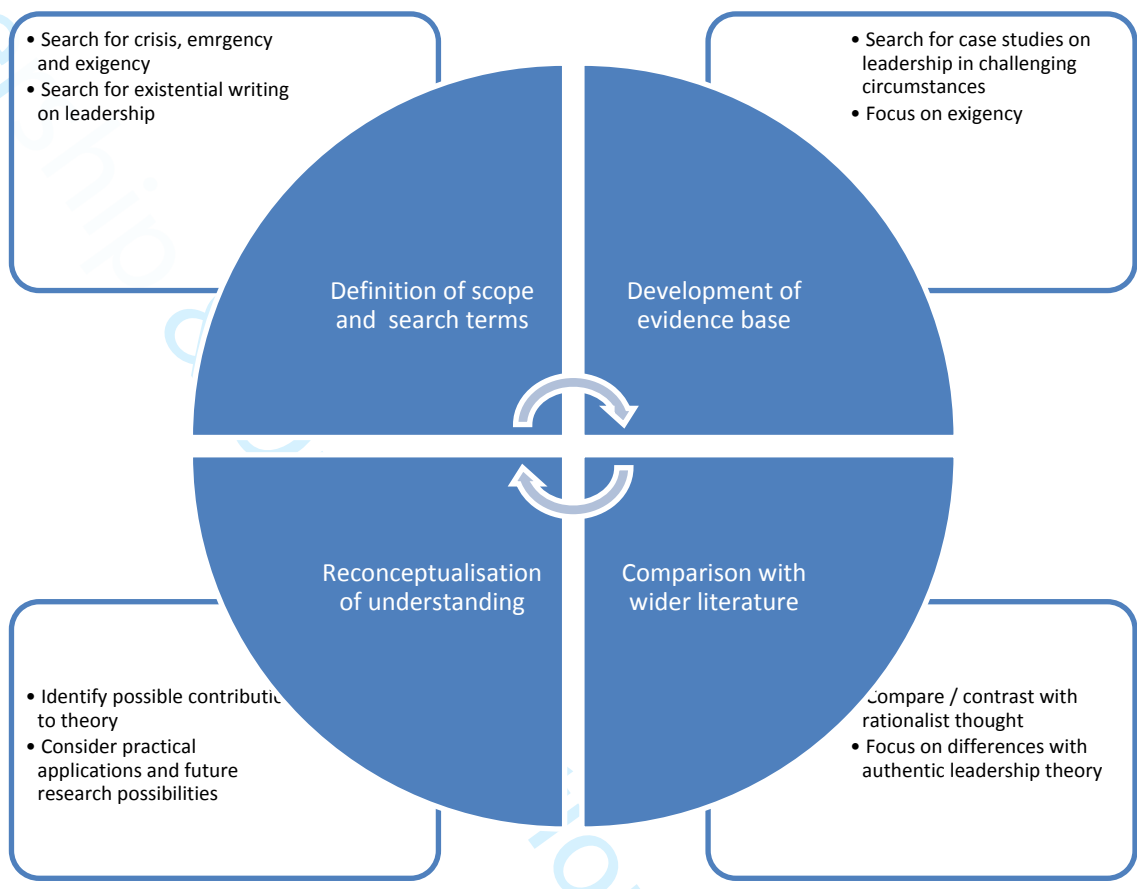 • Search for crisis, emrgency
and exigency
• Search for existential writing
on leadership
• Search for case studies on
leadership in challenging
circumstances
• Focus on exigency
Definition of scope
and search terms
Development of
evidence base
Reconceptualisation
of understanding
Comparison with
wider literature
• Identify possible
to theory
• Consider practical
applications and future
research possibilities
Compare / contrast with
rationalist thought
• Focus on differences with
authentic leadership theory